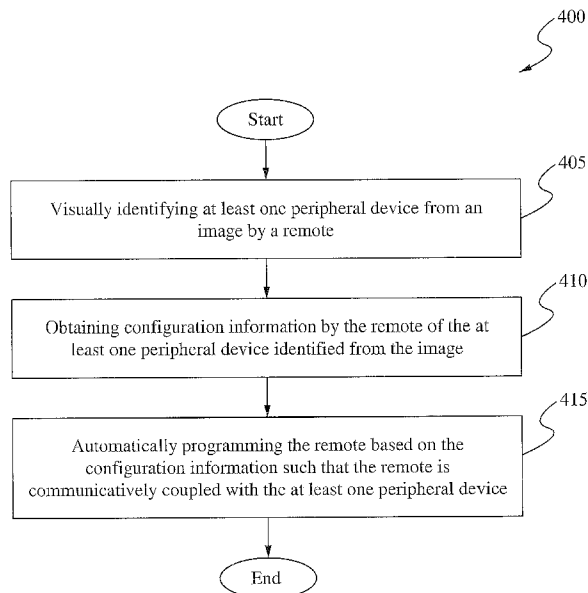 400
Start
405
Visually identifying at least one peripheral device from an
image by a remote
410
Obtaining configuration information by the remote of the at
least one peripheral device identified from the image
415
Automatically programming the remote based on the
configuration information such that the remote is
communicatively coupled with the at least one peripheral device
End